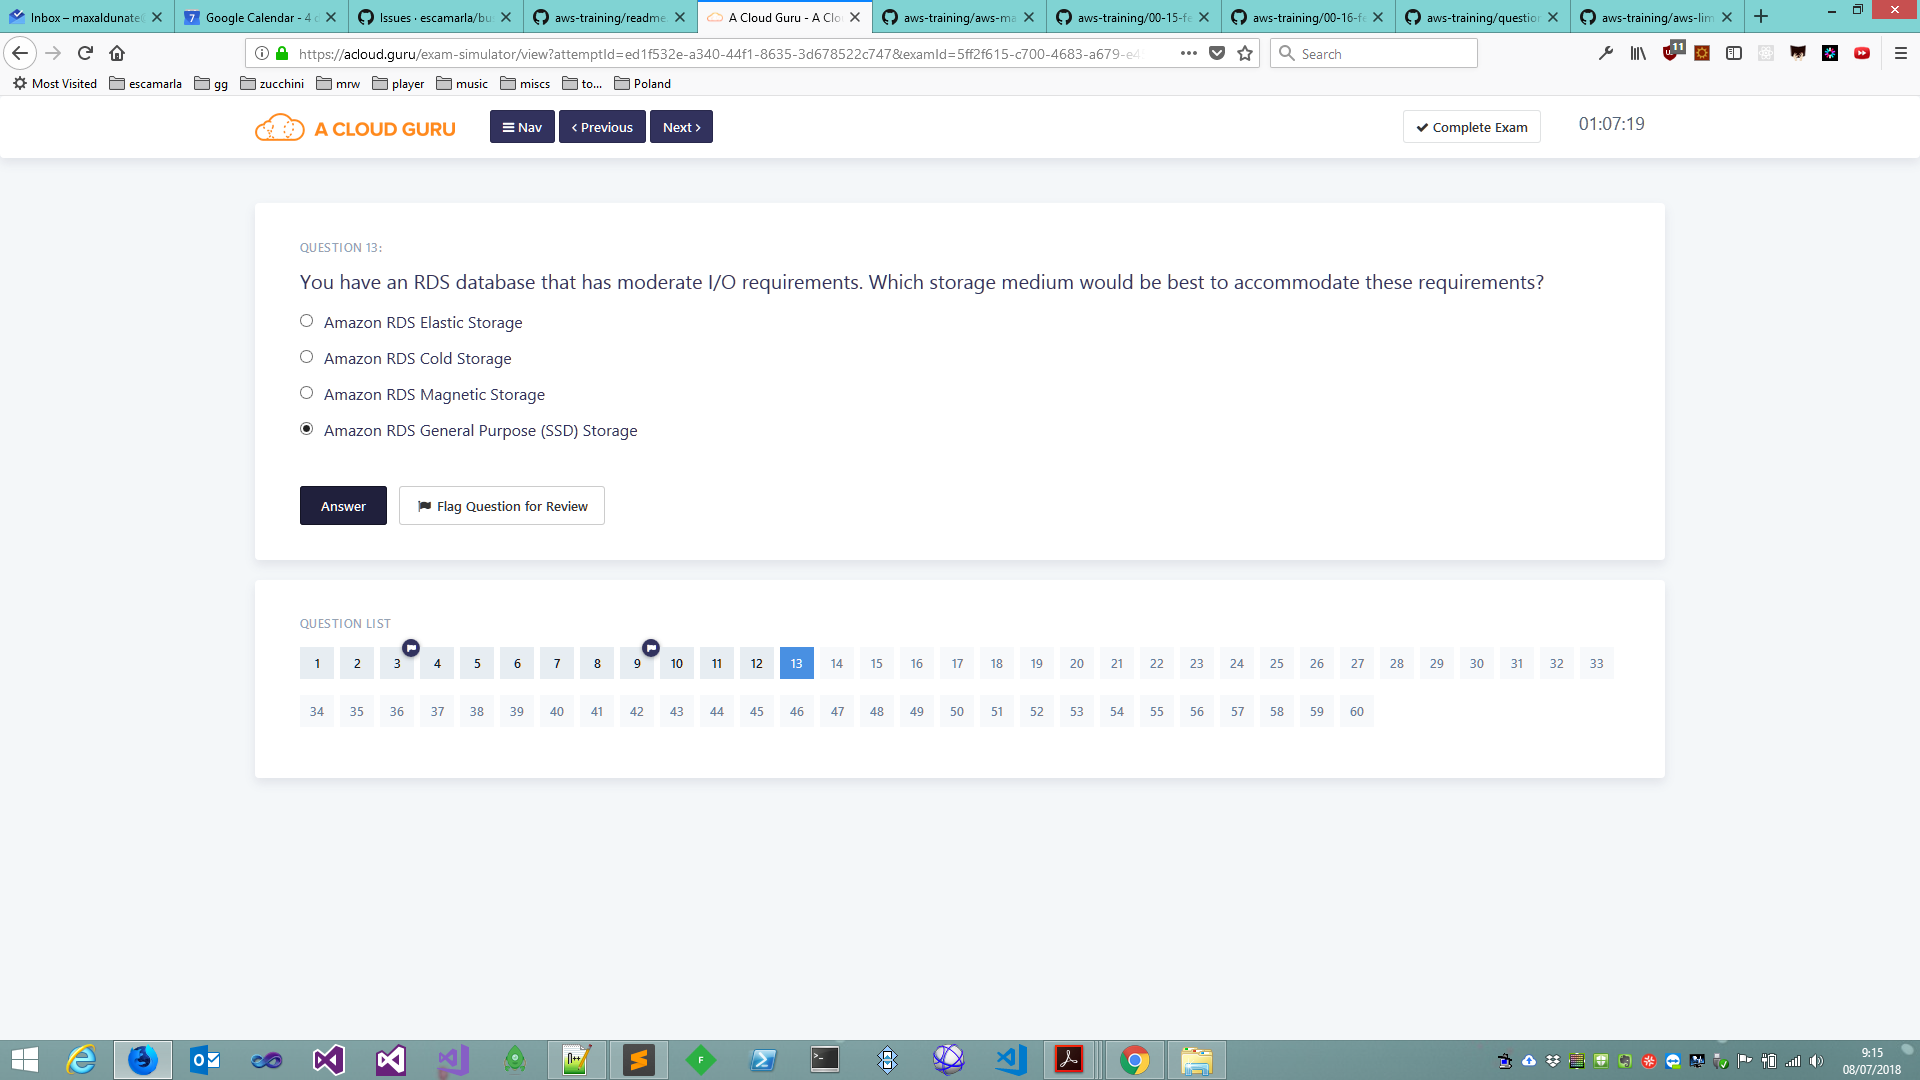 Inbox – maxaldunate
Google Calendar - 4
Issues · escamarla/bu
aws-training/readme.
A Cloud Guru - A Clo
aws-training/aws-ma
aws-training/00-15-fe
aws-training/00-16-fe
aws-training/question
aws-training/aws-lim
https://acloud.guru/exam-simulator/view?attemptId=ed1f532e-a340-44f1-8635-3d678522c747&examId=5ff2f615-c700-4683-a679-e4
Search
11
Most Visited escamarla gg zucchini mrw player music miscs to... Poland
A CLOUD GURU
Nav Previous Next
Complete Exam
01:07:19
QUESTION 13:
You have an RDS database that has moderate I/O requirements. Which storage medium would be best to accommodate these requirements?
Amazon RDS Elastic Storage
Amazon RDS Cold Storage
Amazon RDS Magnetic Storage
Amazon RDS General Purpose (SSD) Storage
Answer Flag Question for Review
QUESTION LIST
1 2 3 4 5 6 7 8 9 10 11 12 13 14 15 16 17 18 19 20 21 22 23 24 25 26 27 28 29 30 31 32 33
34 35 36 37 38 39 40 41 42 43 44 45 46 47 48 49 50 51 52 53 54 55 56 57 58 59 60
9:15
08/07/2018